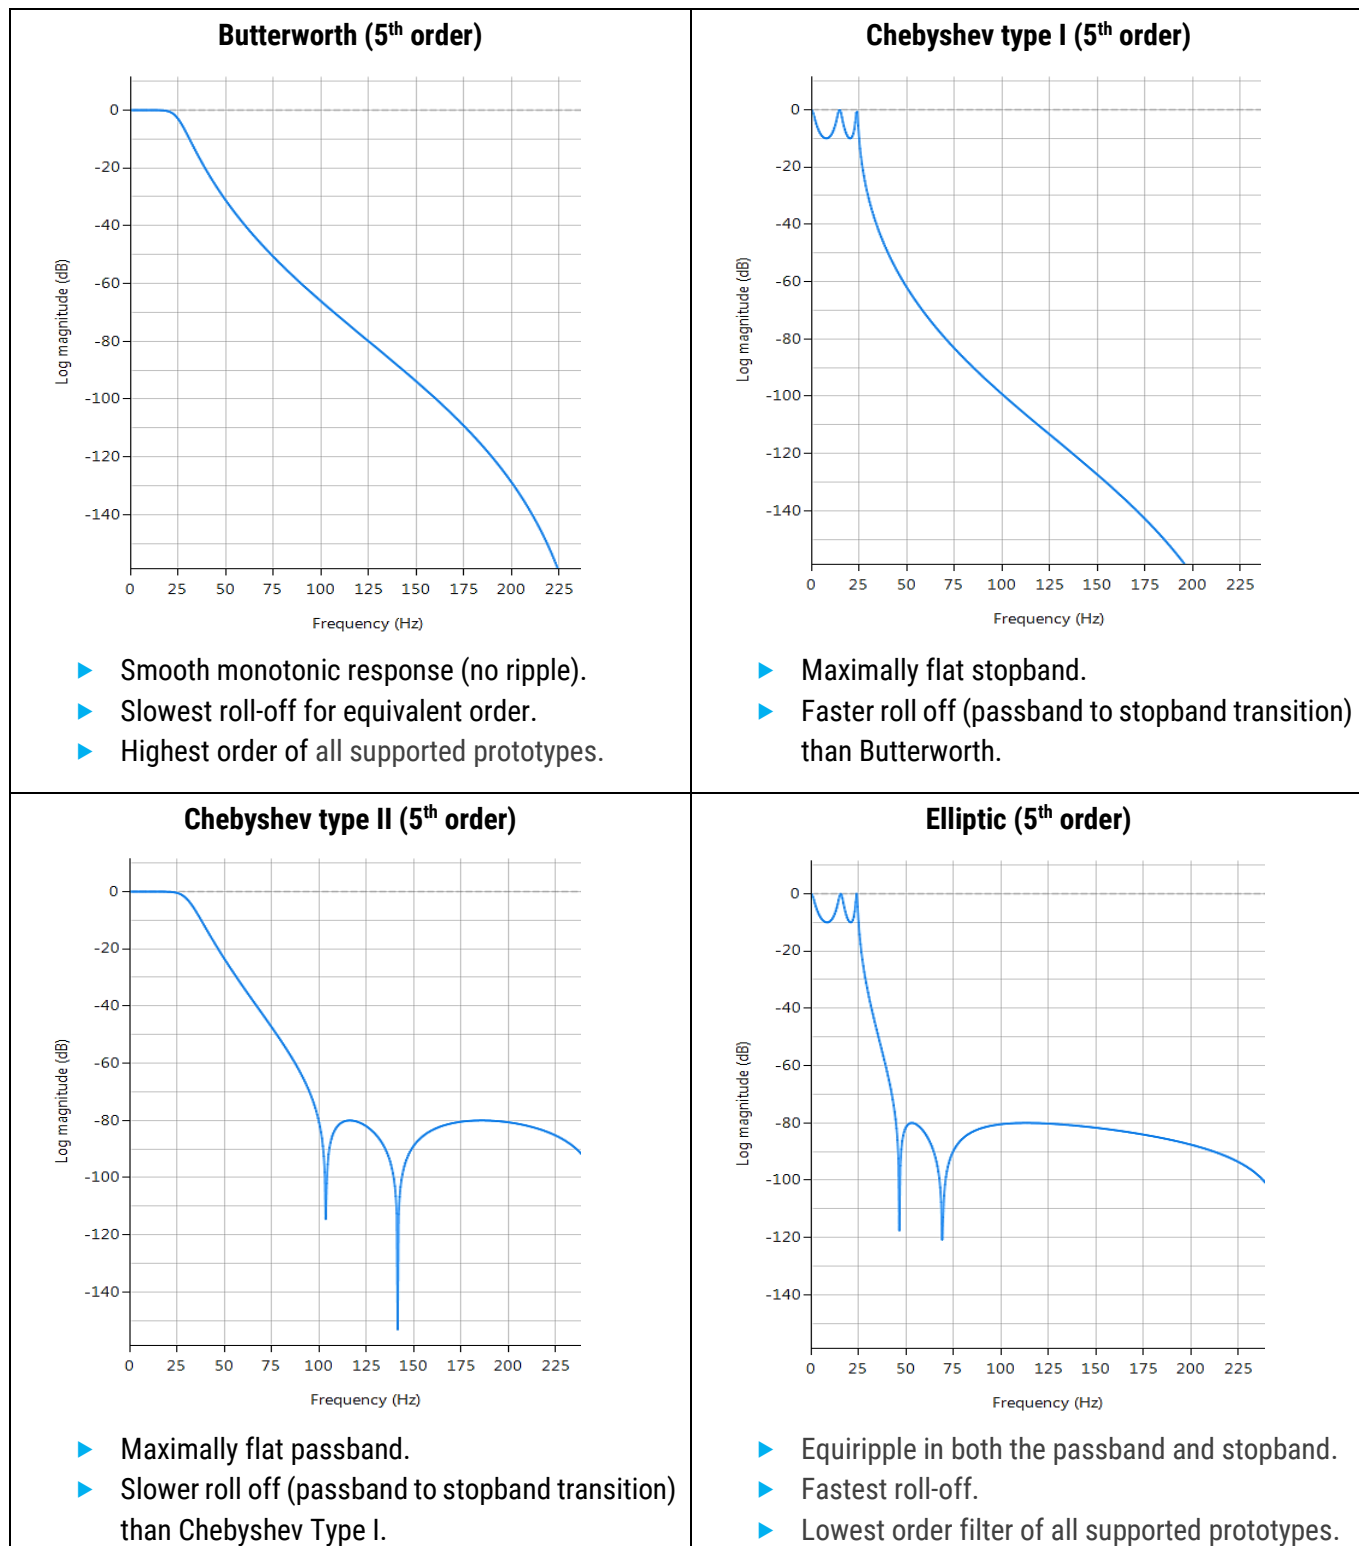 Butterworth (5th order)
0
-20
-40
-60
-80
-100
-120
-140
Log magnitude (dB)
0 25 50 75 100 125 150 175 200 225
Frequency (Hz)
Smooth monotonic response (no ripple).
Slowest roll-off for equivalent order.
Highest order of all supported prototypes.
Chebyshev type I (5th order)
0
-20
-40
-60
-80
-100
-120
-140
Log magnitude (dB)
0 25 50 75 100 125 150 175 200 225
Frequency (Hz)
Maximally flat stopband.
Faster roll off (passband to stopband transition)
than Butterworth.
Chebyshev type II (5th order)
0
-20
-40
-60
-80
-100
-120
-140
Log magnitude (dB)
0 25 50 75 100 125 150 175 200 225
Frequency (Hz)
Maximally flat passband.
Slower roll off (passband to stopband transition)
than Chebyshev Type I.
Elliptic (5th order)
0
-20
-40
-60
-80
-100
-120
-140
Log magnitude (dB)
0 25 50 75 100 125 150 175 200 225
Frequency (Hz)
Equiripple in both the passband and stopband.
Fastest roll-off.
Lowest order filter of all supported prototypes.